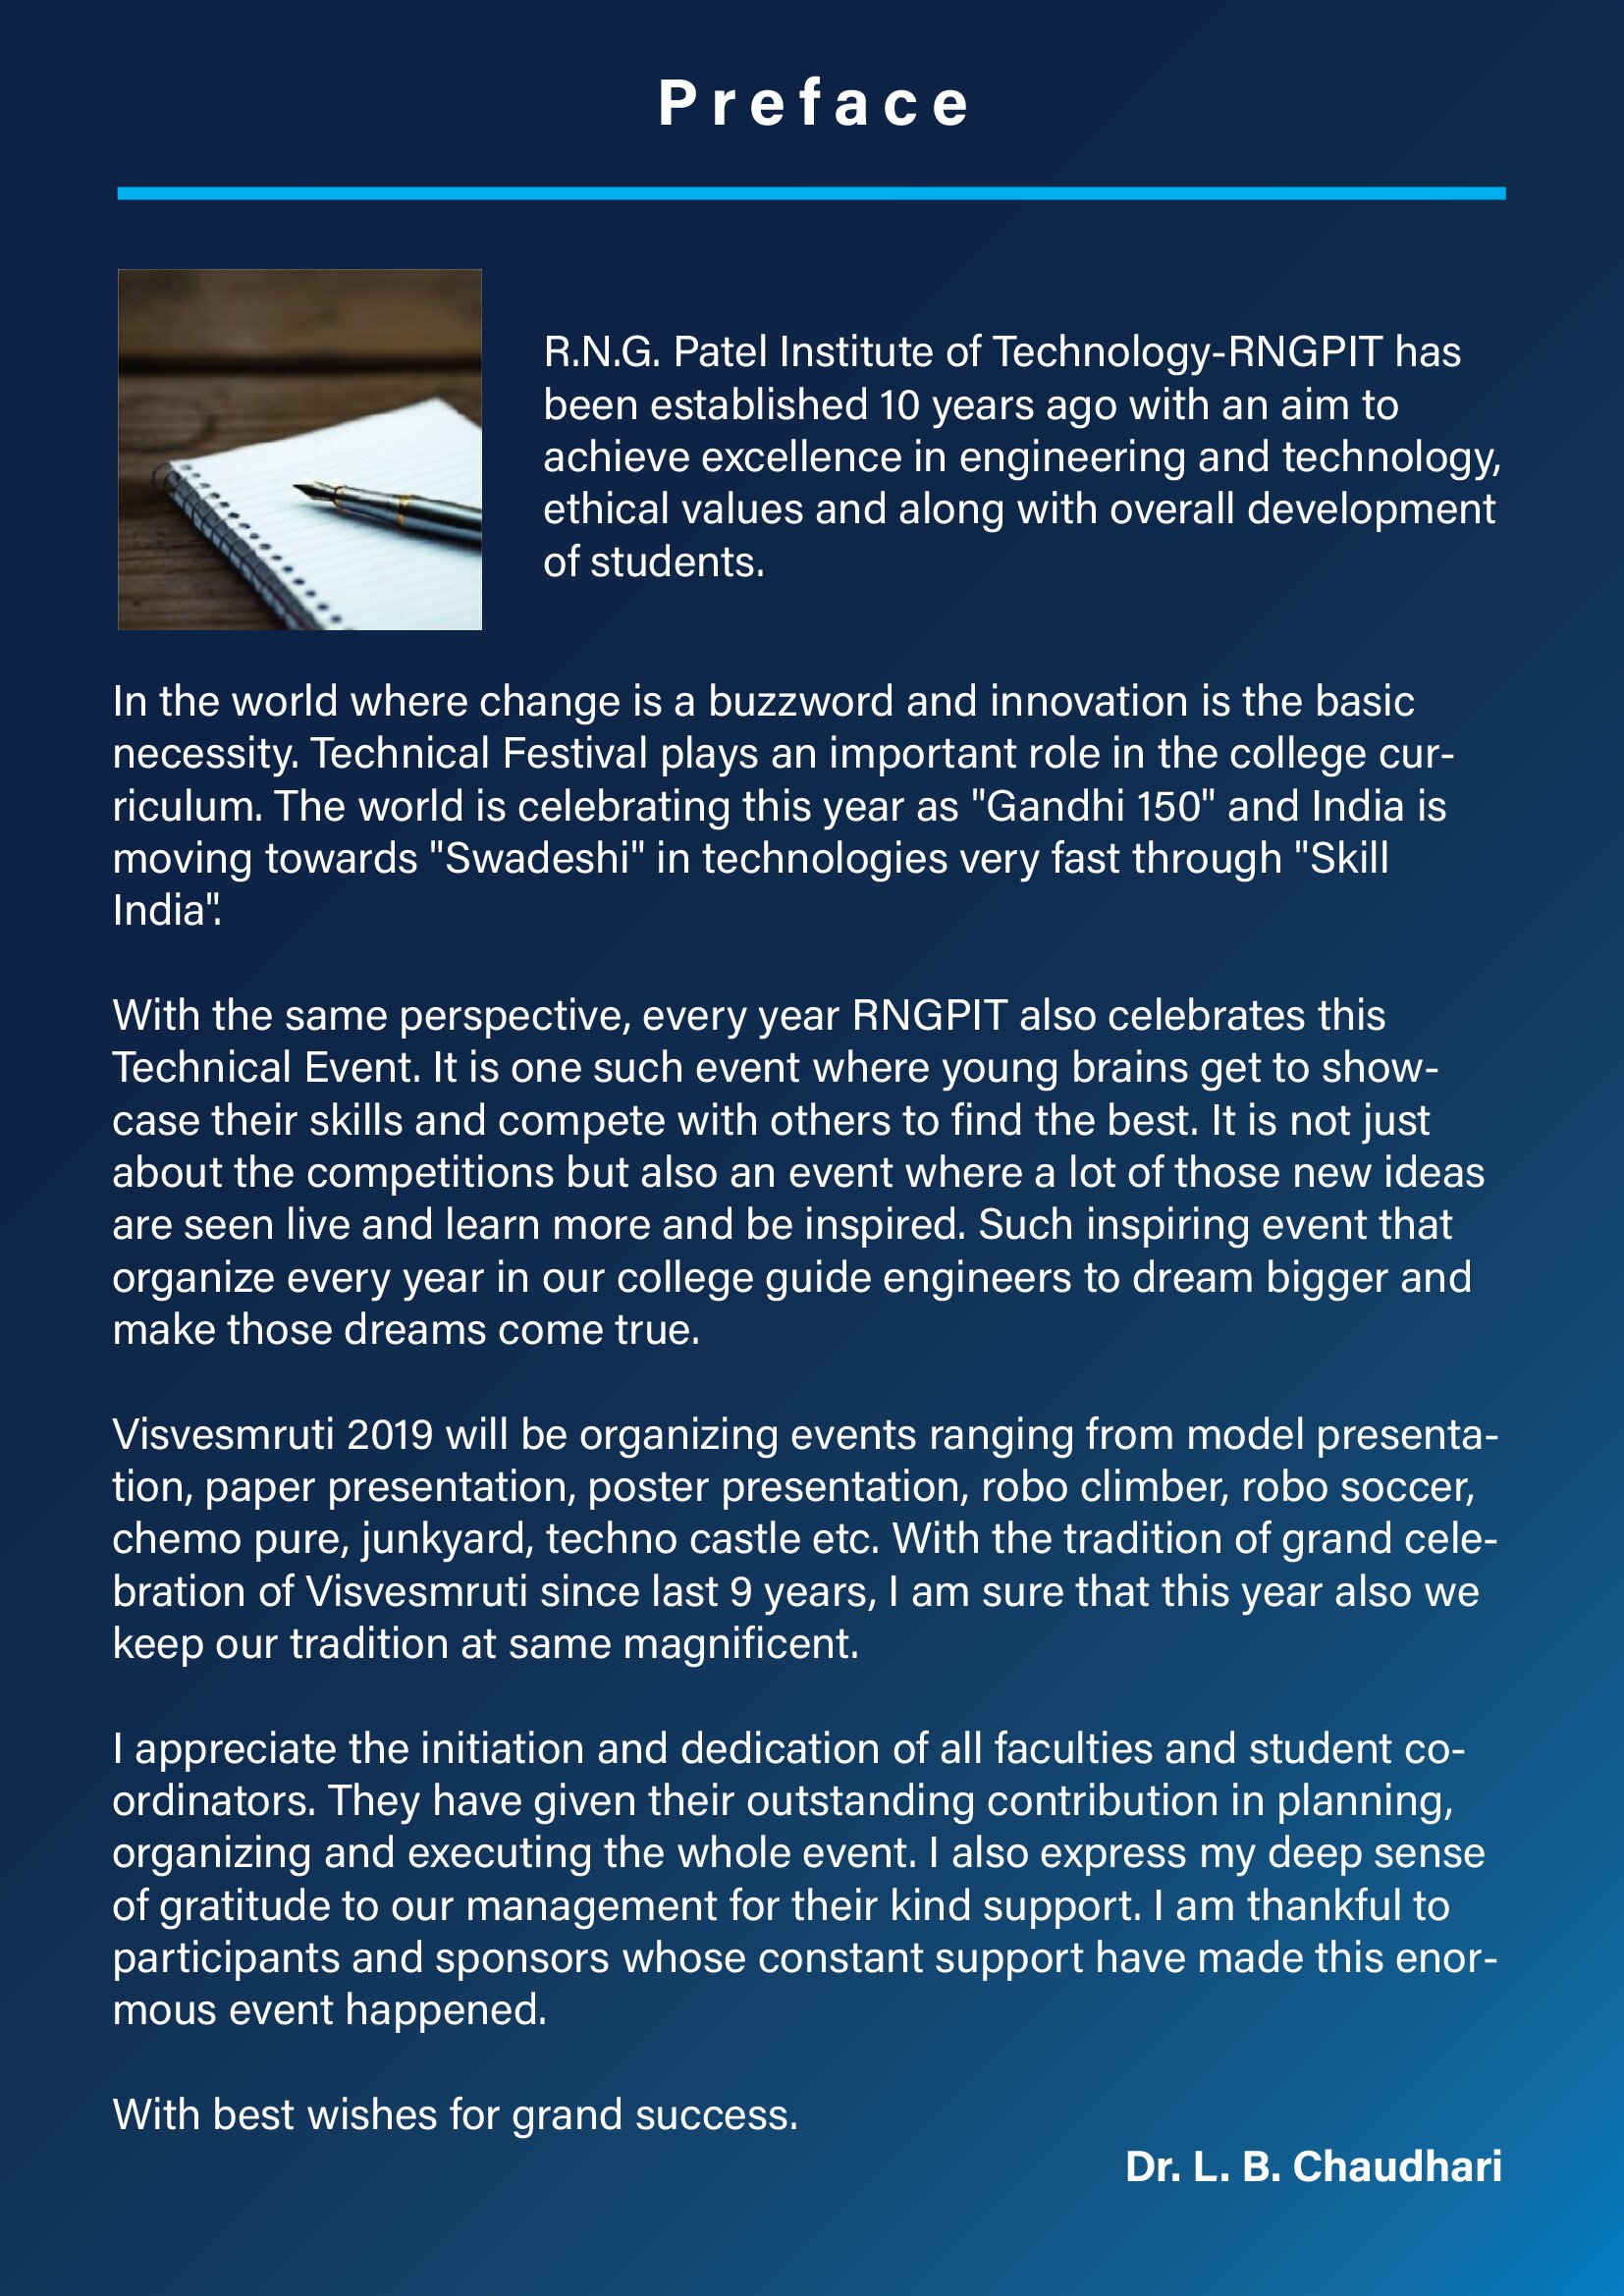 Preface
R.N.G. Patel Institute of Technology-RNGPIT has
been established 10 years ago with an aim to
achieve excellence in engineering and technology,
ethical values and along with overall development
of students.
In the world where change is a buzzword and innovation is the basic
necessity. Technical Festival plays an important role in the college cur-
riculum. The world is celebrating this year as "Gandhi 150" and India is
moving towards "Swadeshi" in technologies very fast through "Skill
India".
With the same perspective, every year RNGPIT also celebrates this
Technical Event. It is one such event where young brains get to show-
case their skills and compete with others to find the best. It is not just
about the competitions but also an event where a lot of those new ideas
are seen live and learn more and be inspired. Such inspiring event that
organize every year in our college guide engineers to dream bigger and
make those dreams come true.
Visvesmruti 2019 will be organizing events ranging from model presenta-
tion, paper presentation, poster presentation, robo climber, robo soccer,
chemo pure, junkyard, techno castle etc. With the tradition of grand cele-
bration of Visvesmruti since last 9 years, I am sure that this year also we
keep our tradition at same magnificent.
I appreciate the initiation and dedication of all faculties and student co-
ordinators. They have given their outstanding contribution in planning,
organizing and executing the whole event. I also express my deep sense
of gratitude to our management for their kind support. I am thankful to
participants and sponsors whose constant support have made this enor-
mous event happened.
With best wishes for grand success.
Dr. L. B. Chaudhari